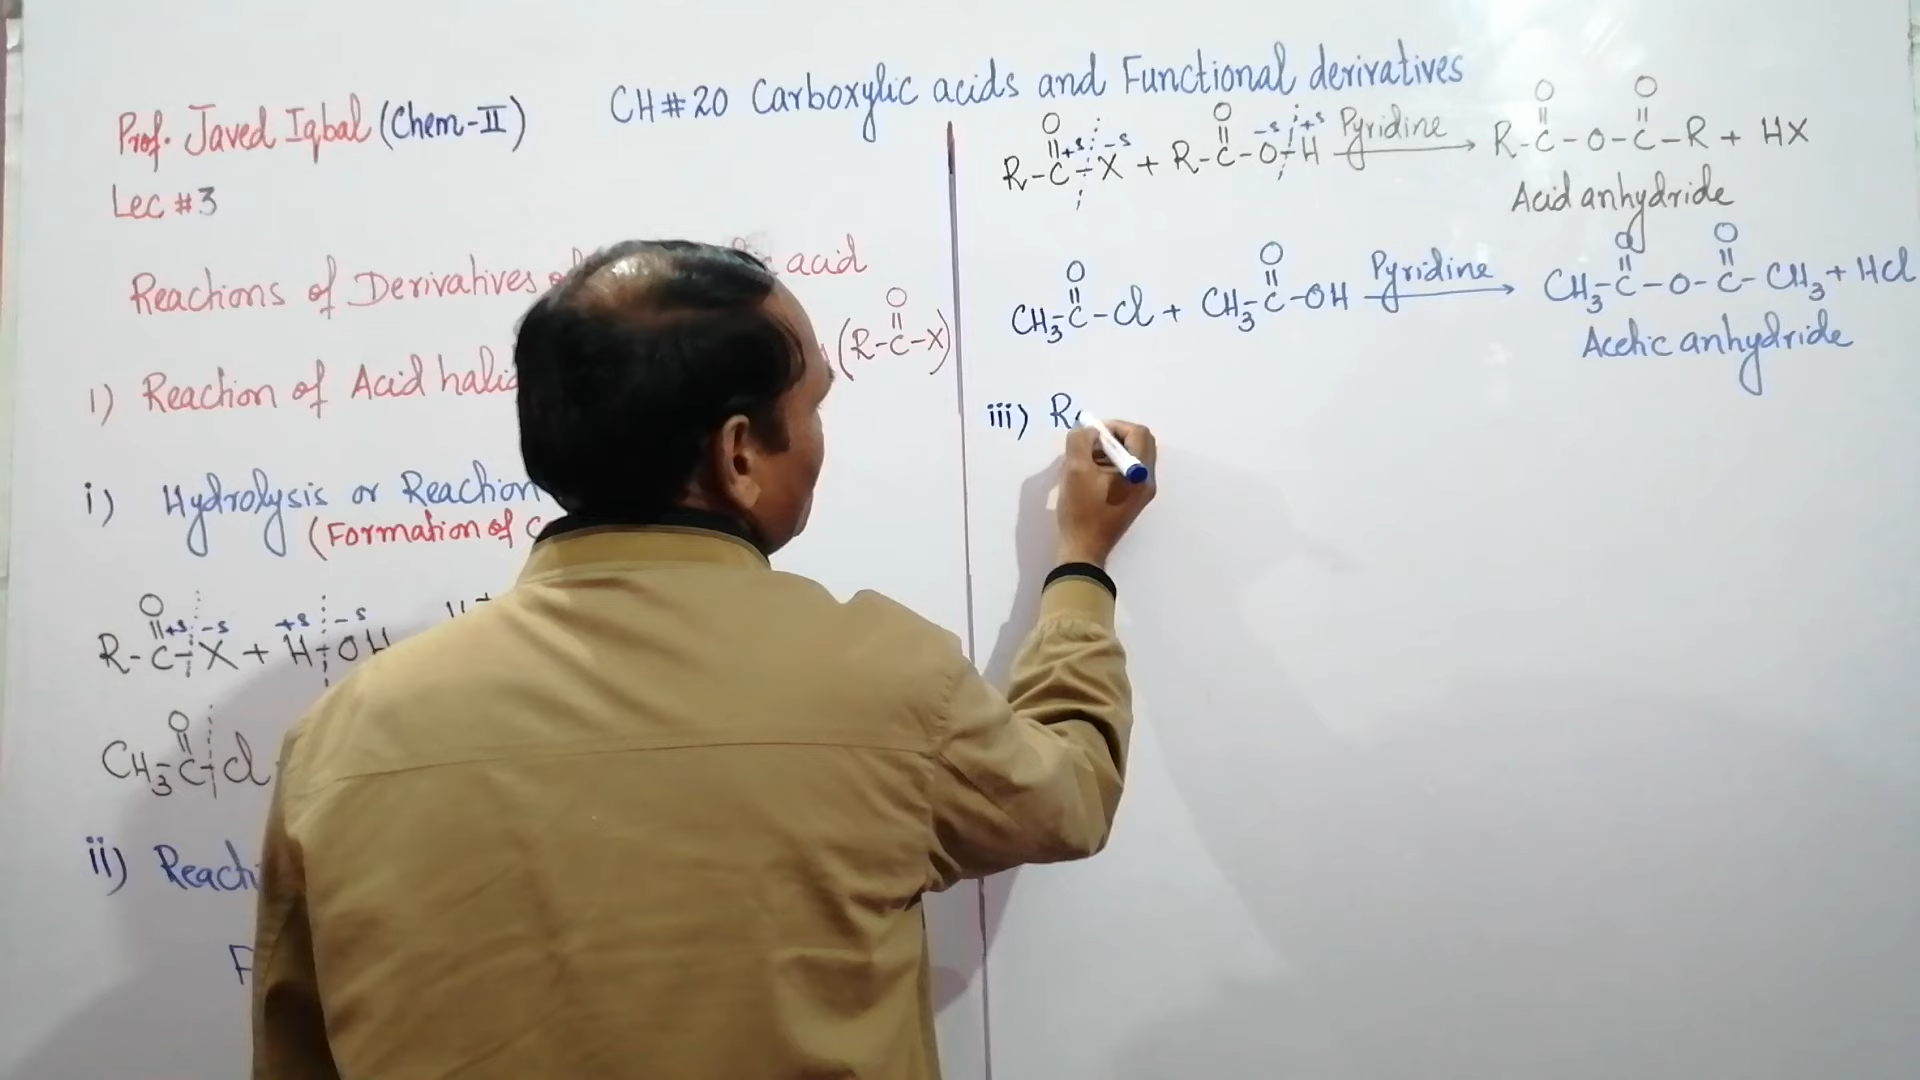 CH#20 Carboxylic acids and Functional derivatives
Prof. Javed Iqbal (Chem-II)
Lec #3
Reactions of Derivatives acid
1) Reaction of Acid
(R-C-X)
O
i) Hydrolysis or Reaction
(Formation of
O
R-C-X + H-OH
+δ -δ +δ -δ
O
CH3-C-Cl
ii)
O O O O
R-C-X + R-C-O-H Pyridine R-C-O-C-R + HX
+δ -δ -δ +δ
Acid anhydride
O O O O
CH3-C-Cl + CH3-C-OH Pyridine CH3-C-O-C-CH3 + HCl
Acetic anhydride
iii) R